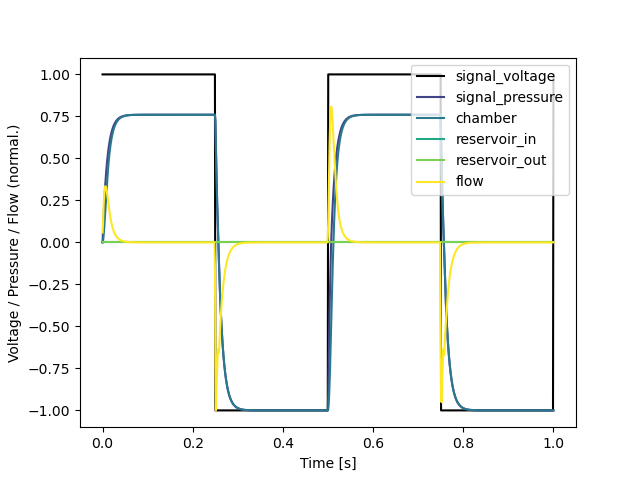 1.00
0.75
0.50
0.25
0.00
−0.25
−0.50
−0.75
−1.00
Voltage / Pressure / Flow (normal.)
signal_voltage
signal_pressure
chamber
reservoir_in
reservoir_out
flow
0.0 0.2 0.4 0.6 0.8 1.0
Time [s]